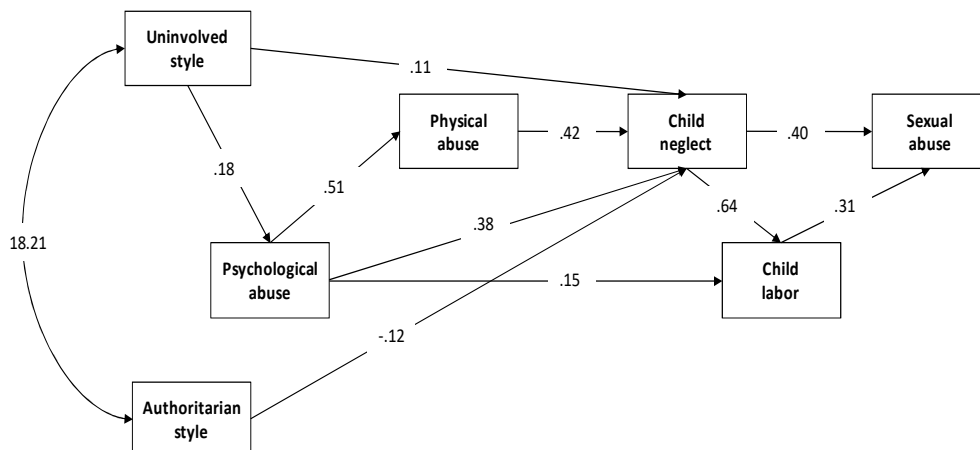 Uninvolved
style
.11
Physical
abuse
.42
Child
neglect
.40
Sexual
abuse
.18
.51
.38
.64
.31
18.21
Psychological
abuse
.15
Child
labor
-.12
Authoritarian
style